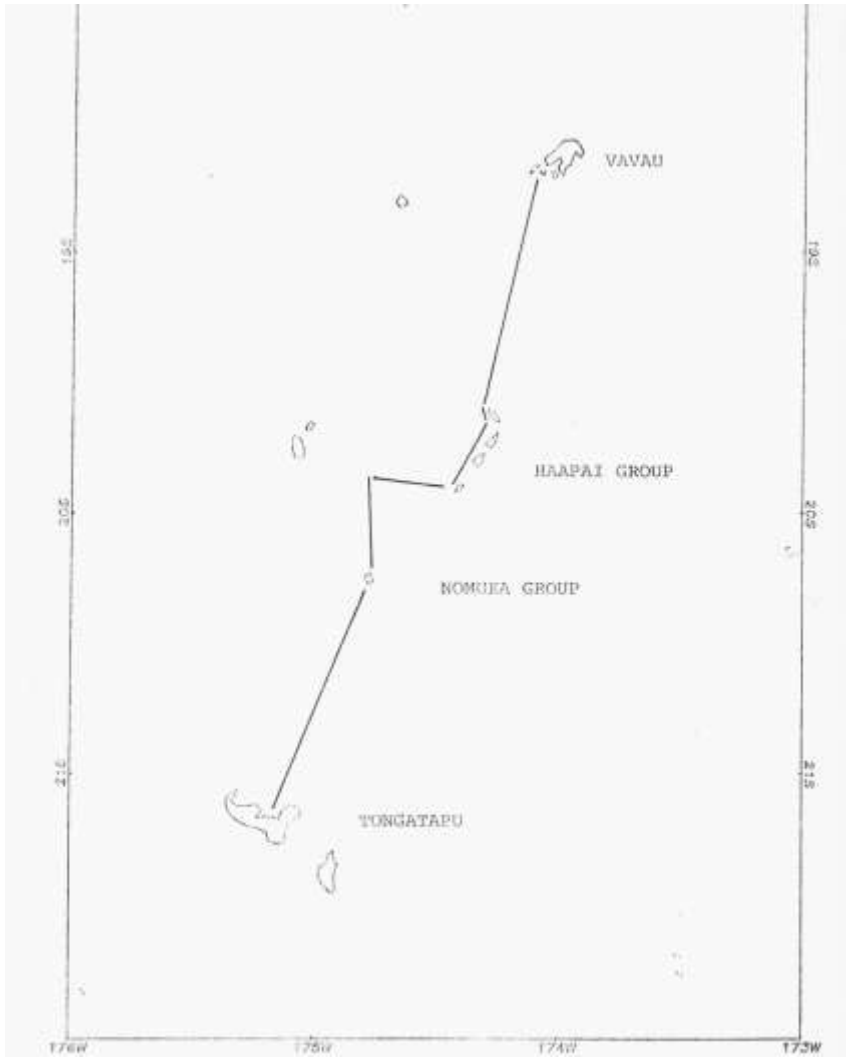 VAVAU
19S
19S
HAAPAI GROUP
20S
20S
NOMUKA GROUP
21S
21S
TONGATAPU
176W 175W 174W 173W